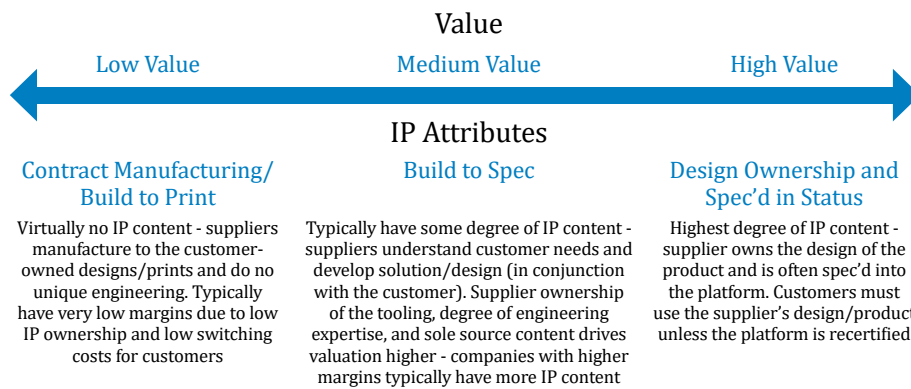 Value
Low Value
Medium Value
High Value
IP Attributes
Contract Manufacturing/
Build to Print
Virtually no IP content - suppliers
manufacture to the customer-
owned designs/prints and do no
unique engineering. Typically
have very low margins due to low
IP ownership and low switching
costs for customers
Build to Spec
Typically have some degree of IP content -
suppliers understand customer needs and
develop solution/design (in conjunction
with the customer). Supplier ownership
of the tooling, degree of engineering
expertise, and sole source content drives
valuation higher - companies with higher
margins typically have more IP content
Design Ownership and
Spec’d in Status
Highest degree of IP content -
supplier owns the design of the
product and is often spec’d into
the platform. Customers must
use the supplier’s design/product
unless the platform is recertified